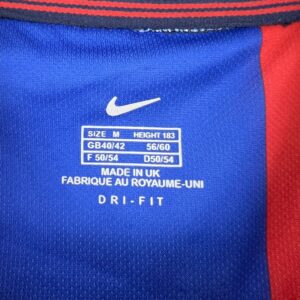 SIZE M HEIGHT 183
GB40/42 56/60
F 50/54 D50/54
MADE IN UK
FABRIQUE AU ROYAUME-UNI
DRI-FIT